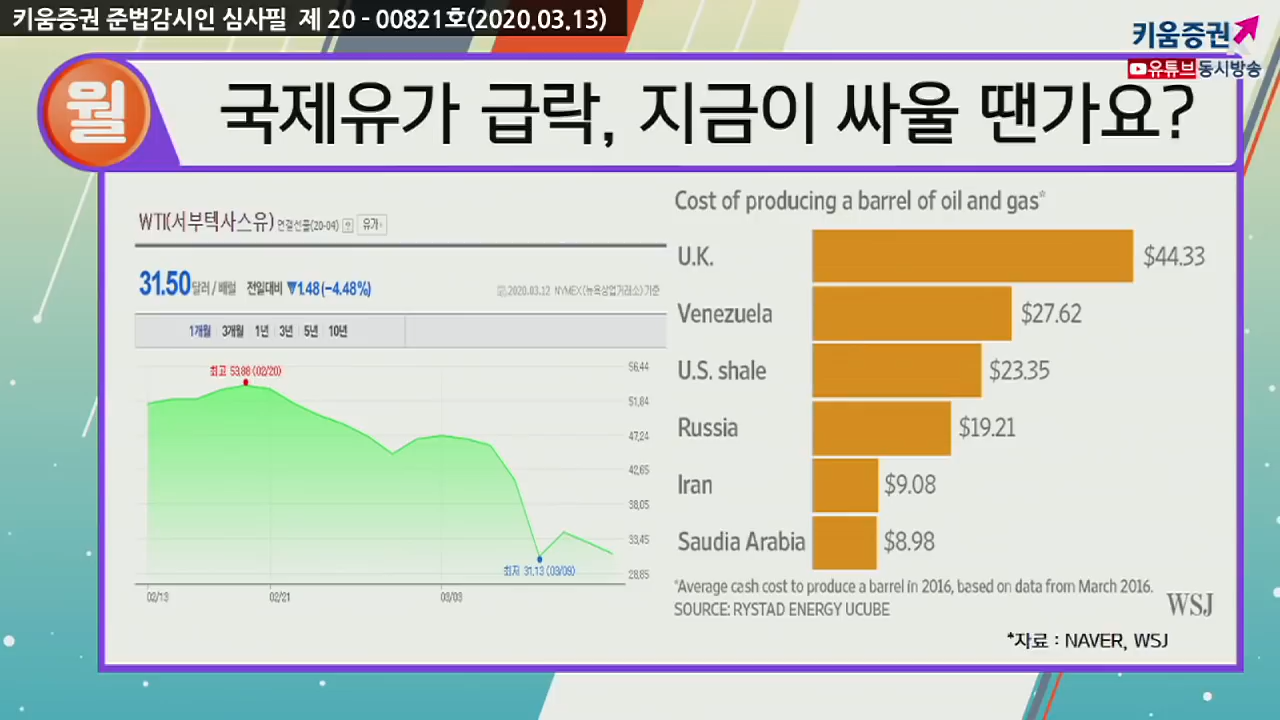 키움증권 준법감시인 심사필 제 20 - 00821호(2020.03.13)
키움증권
유튜브동시방송
월
국제유가 급락, 지금이 싸울 땐가요?
WTI(서부텍사스유) 연결선물(20-04) 유가
31.50달러/배럴 전일대비 ▼1.48(-4.48%)
2020.03.12 NYMEX(뉴욕상업거래소)기준
1개월 3개월 1년 3년 5년 10년
최고 53,88 (02/20)
56,44
51,84
47,24
42,65
38,05
33,45
28,85
최저 31,13 (03/09)
02/13 02/21 03/03
Cost of producing a barrel of oil and gas*
U.K. $44.33
Venezuela $27.62
U.S. shale $23.35
Russia $19.21
Iran $9.08
Saudia Arabia $8.98
*Average cash cost to produce a barrel in 2016, based on data from March 2016.
SOURCE: RYSTAD ENERGY UCUBE
WSJ
*자료 : NAVER, WSJ